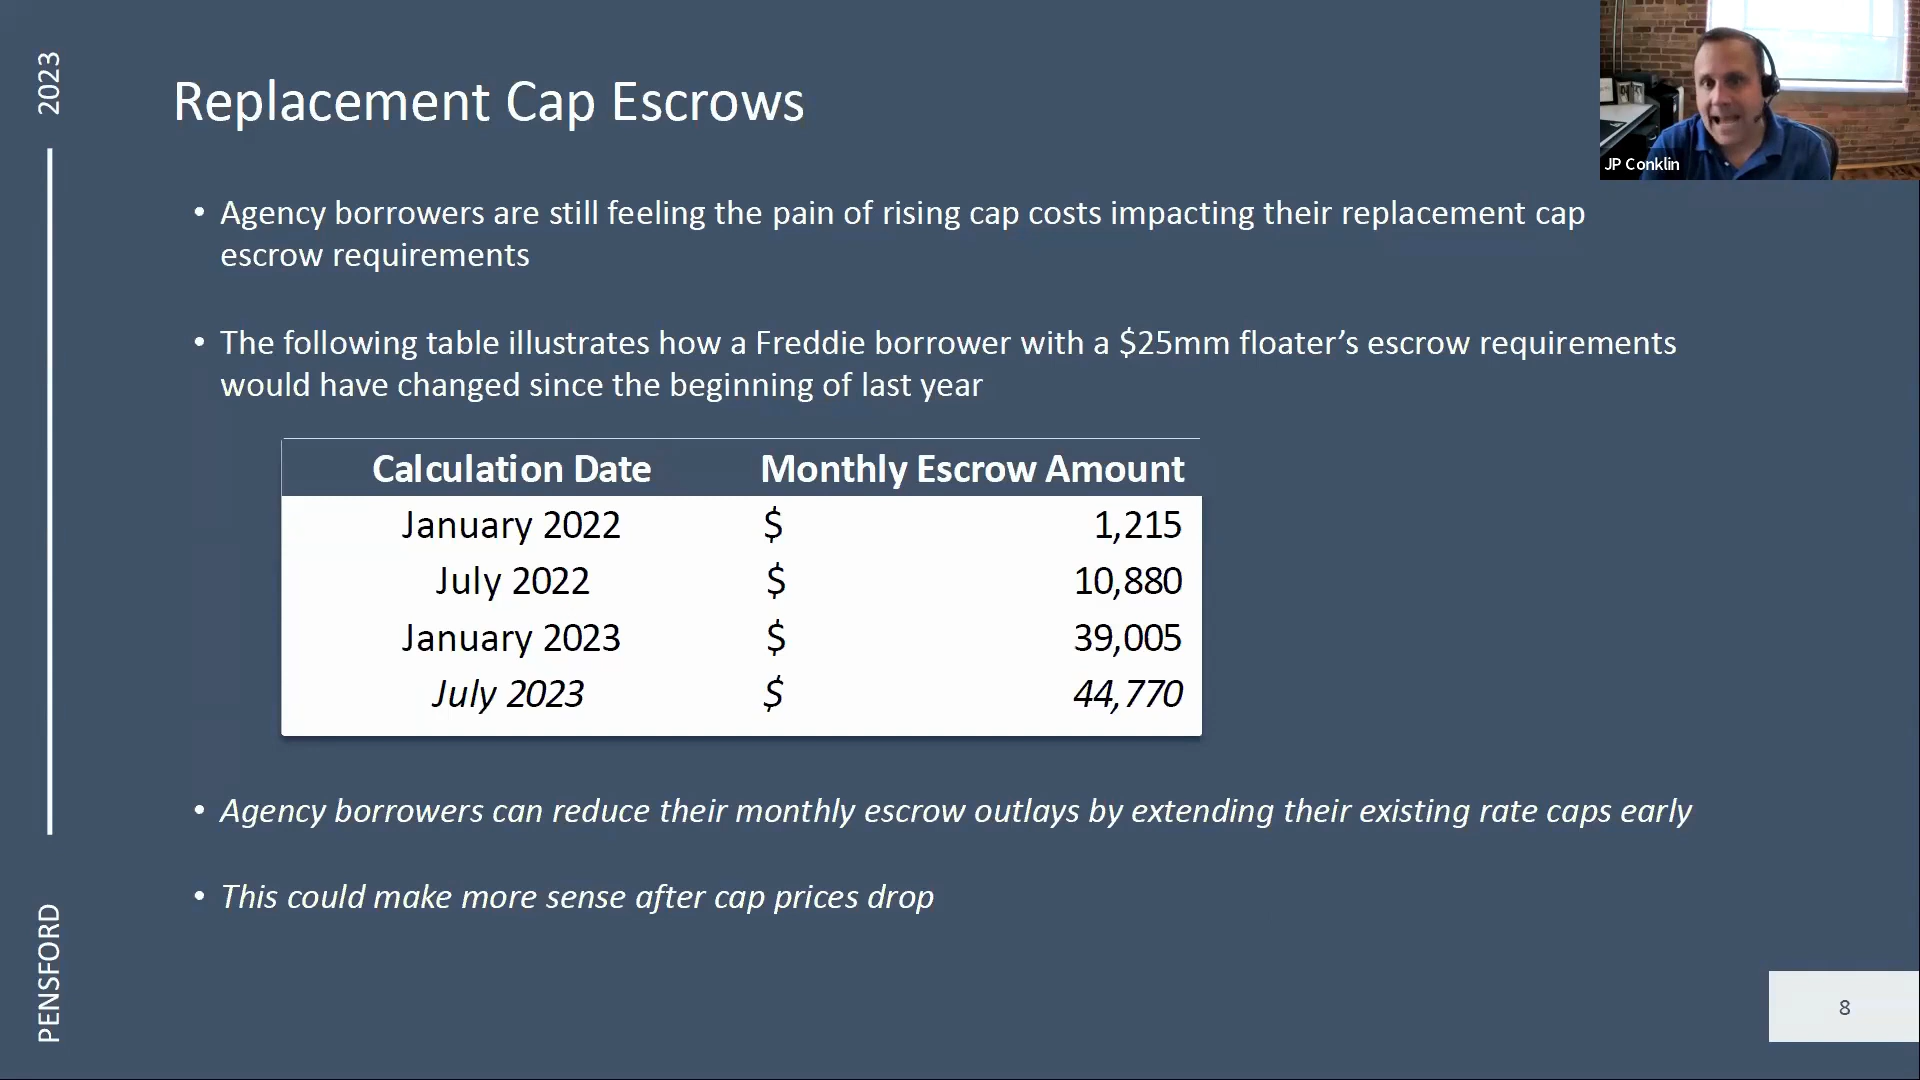 2023
Replacement Cap Escrows
JP Conklin
• Agency borrowers are still feeling the pain of rising cap costs impacting their replacement cap
escrow requirements
• The following table illustrates how a Freddie borrower with a $25mm floater’s escrow requirements
would have changed since the beginning of last year
Calculation Date Monthly Escrow Amount
January 2022 $ 1,215
July 2022 $ 10,880
January 2023 $ 39,005
July 2023 $ 44,770
• Agency borrowers can reduce their monthly escrow outlays by extending their existing rate caps early
• This could make more sense after cap prices drop
PENSFORD
8